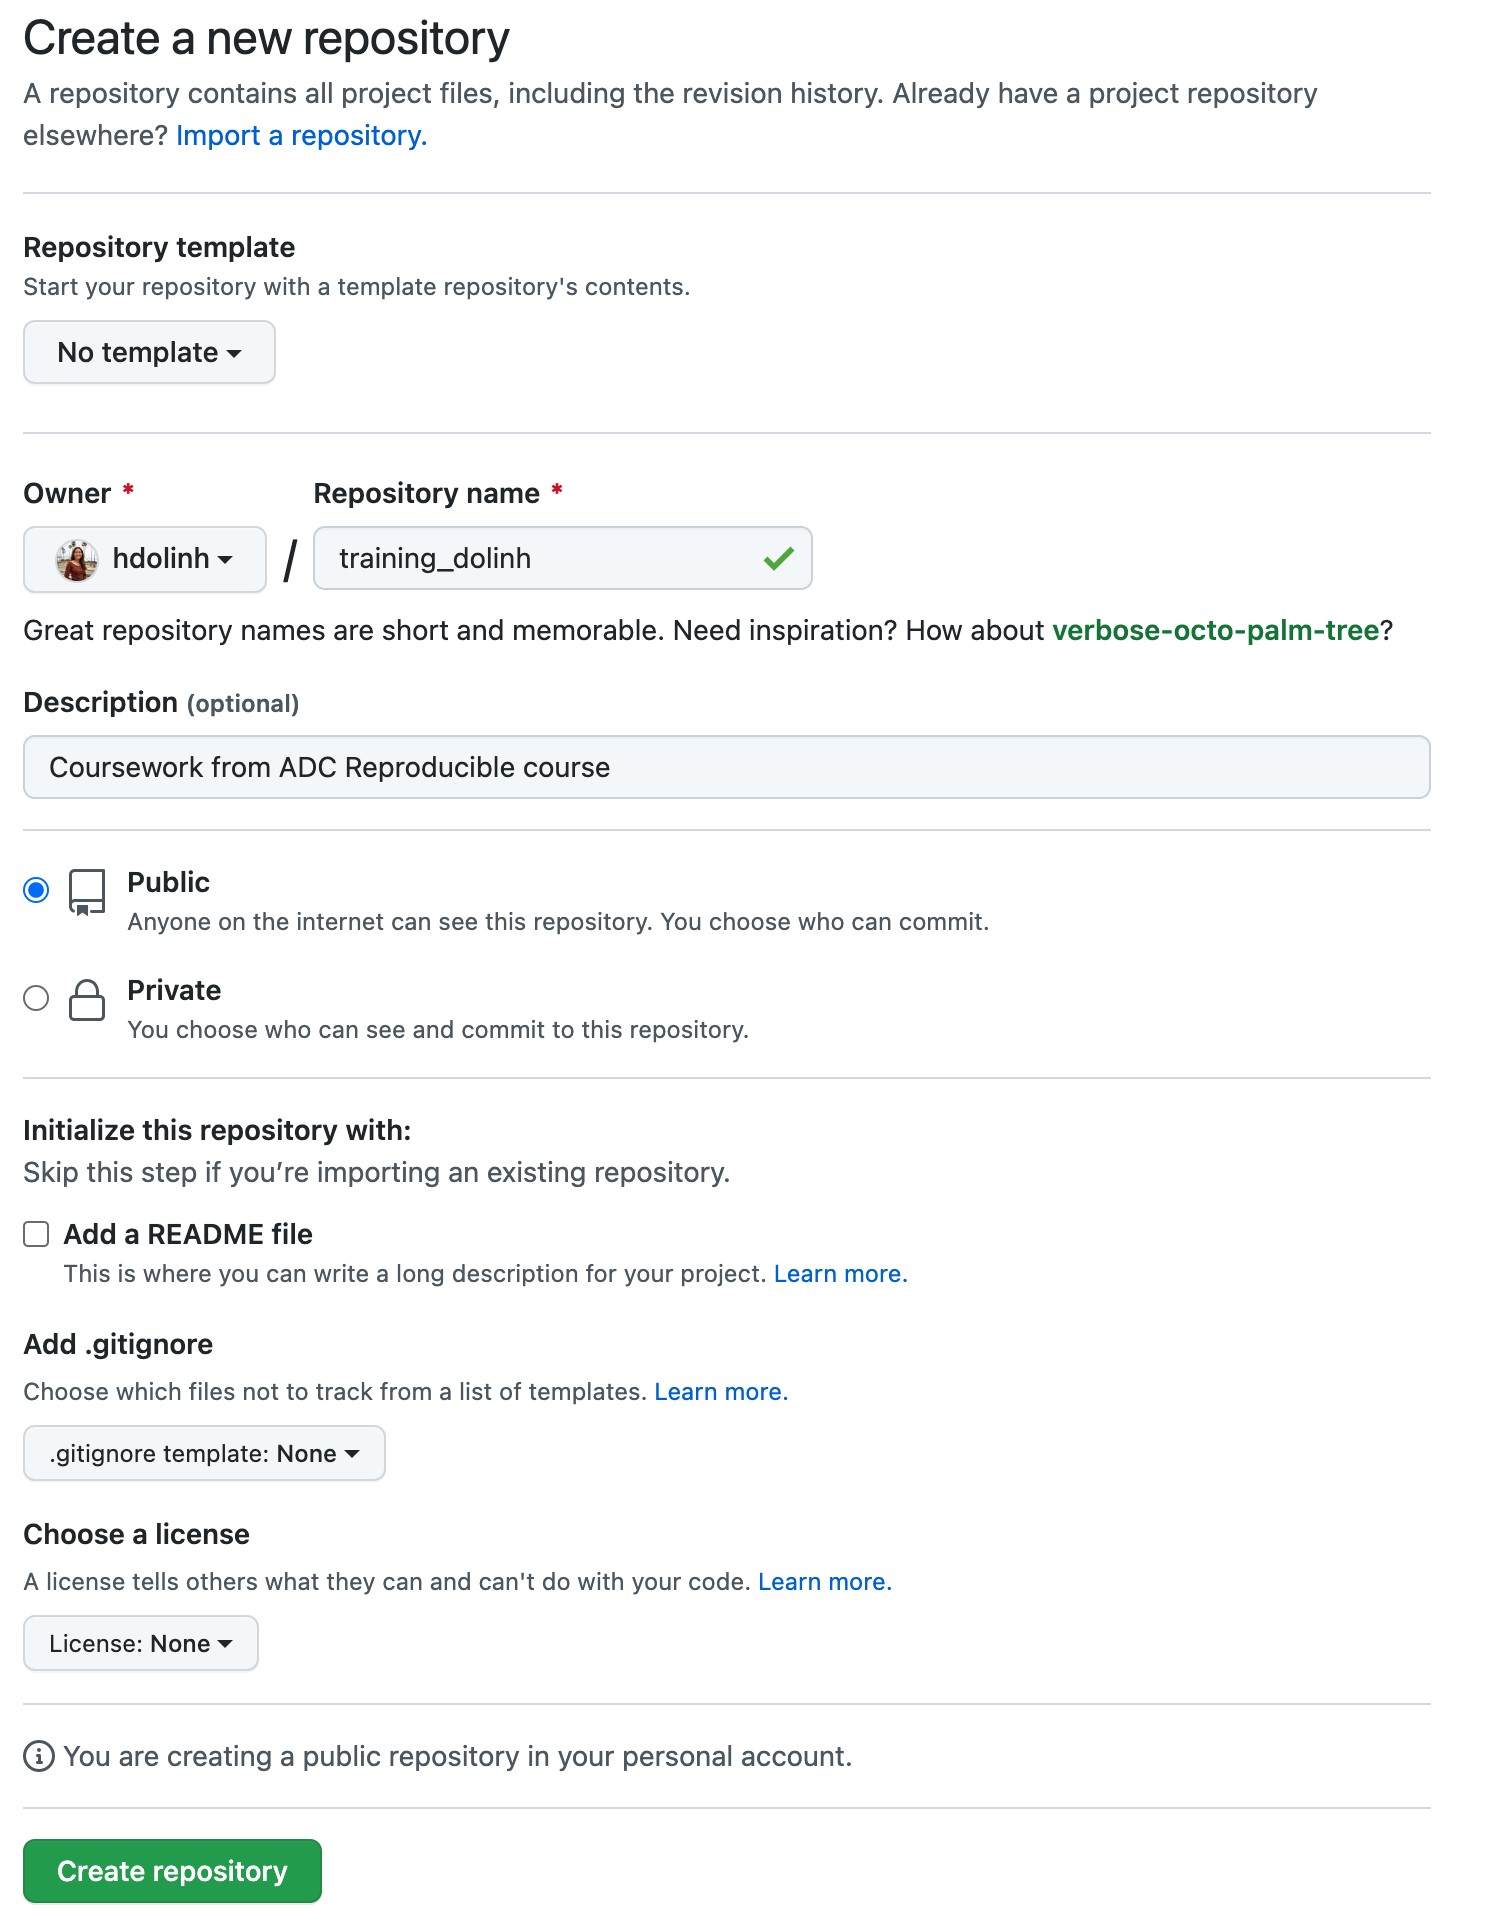 Create a new repository
A repository contains all project files, including the revision history. Already have a project repository
elsewhere? Import a repository.
Repository template
Start your repository with a template repository's contents.
No template
Owner * Repository name *
hdolinh / training_dolinh
Great repository names are short and memorable. Need inspiration? How about verbose-octo-palm-tree?
Description (optional)
Coursework from ADC Reproducible course
Public
Anyone on the internet can see this repository. You choose who can commit.
Private
You choose who can see and commit to this repository.
Initialize this repository with:
Skip this step if you’re importing an existing repository.
Add a README file
This is where you can write a long description for your project. Learn more.
Add .gitignore
Choose which files not to track from a list of templates. Learn more.
.gitignore template: None
Choose a license
A license tells others what they can and can't do with your code. Learn more.
License: None
You are creating a public repository in your personal account.
Create repository